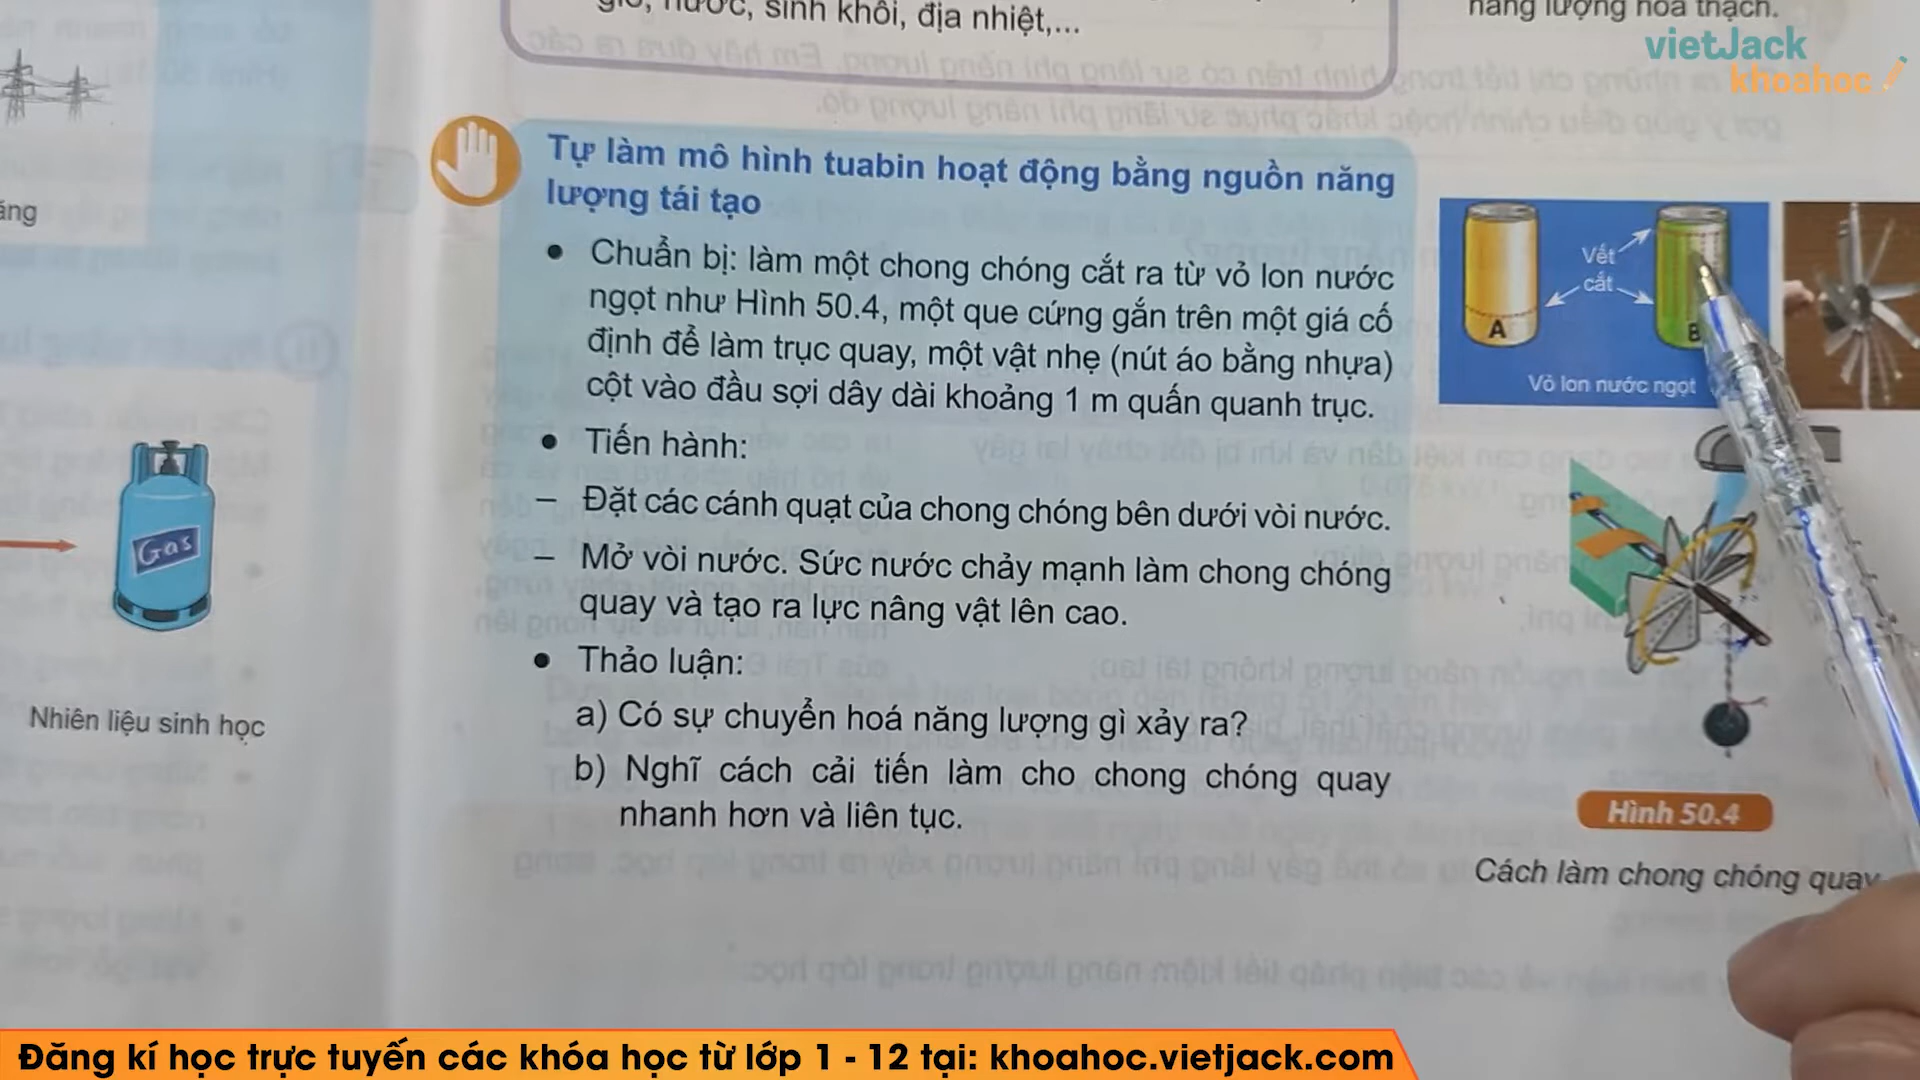 gió, nước, sinh khối, địa nhiệt,...
năng lượng hoá thạch.
vietJack
khoahoc
Tự làm mô hình tuabin hoạt động bằng nguồn năng
lượng tái tạo
• Chuẩn bị: làm một chong chóng cắt ra từ vỏ lon nước
ngọt như Hình 50.4, một que cứng gắn trên một giá cố
định để làm trục quay, một vật nhẹ (nút áo bằng nhựa)
cột vào đầu sợi dây dài khoảng 1 m quấn quanh trục.
• Tiến hành:
– Đặt các cánh quạt của chong chóng bên dưới vòi nước.
– Mở vòi nước. Sức nước chảy mạnh làm chong chóng
quay và tạo ra lực nâng vật lên cao.
• Thảo luận:
a) Có sự chuyển hoá năng lượng gì xảy ra?
b) Nghĩ cách cải tiến làm cho chong chóng quay
nhanh hơn và liên tục.
Vết
cắt
A
B
Vỏ lon nước ngọt
Hình 50.4
Cách làm chong chóng quay
Gas
Nhiên liệu sinh học
Đăng kí học trực tuyến các khóa học từ lớp 1 - 12 tại: khoahoc.vietjack.com